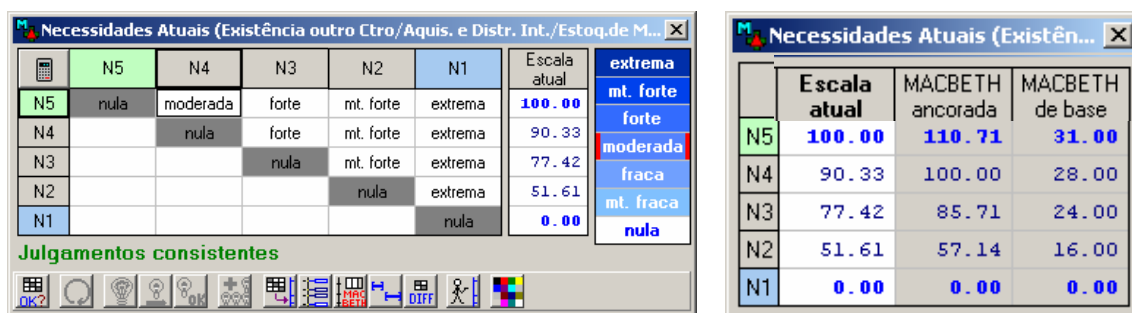 Necessidades Atuais (Existência outro Ctro/Aquis. e Distr. Int./Estoq.de M...
N5 N4 N3 N2 N1 Escala atual
N5 nula moderada forte mt. forte extrema 100.00
N4 nula forte mt. forte extrema 90.33
N3 nula mt. forte extrema 77.42
N2 nula extrema 51.61
N1 nula 0.00
extrema
mt. forte
forte
moderada
fraca
mt. fraca
nula
Julgamentos consistentes
OK? OK MAC BETH DIFF
Necessidades Atuais (Existên...
Escala atual MACBETH ancorada MACBETH de base
N5 100.00 110.71 31.00
N4 90.33 100.00 28.00
N3 77.42 85.71 24.00
N2 51.61 57.14 16.00
N1 0.00 0.00 0.00